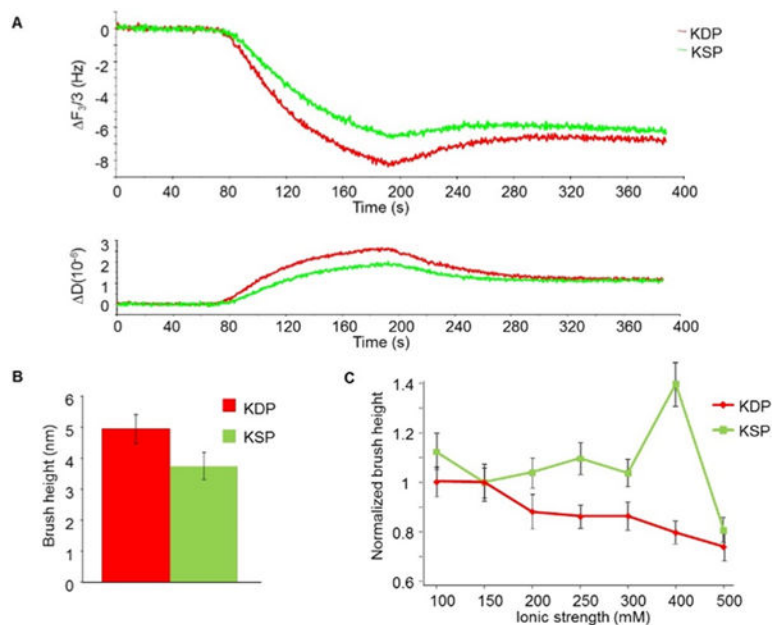 A
KDP
KSP
ΔF₃/3 (Hz)
0
-2
-4
-6
-8
0 40 80 120 160 200 240 280 320 360 400
Time (s)
ΔD(10⁻⁶)
3
2
1
0
0 40 80 120 160 200 240 280 320 360 400
Time (s)
B
KDP
KSP
Brush height (nm)
6
5
4
3
2
1
0
C
KDP
KSP
Normalized brush height
1.4
1.2
1
0.8
0.6
100 150 200 250 300 400 500
Ionic strength (mM)